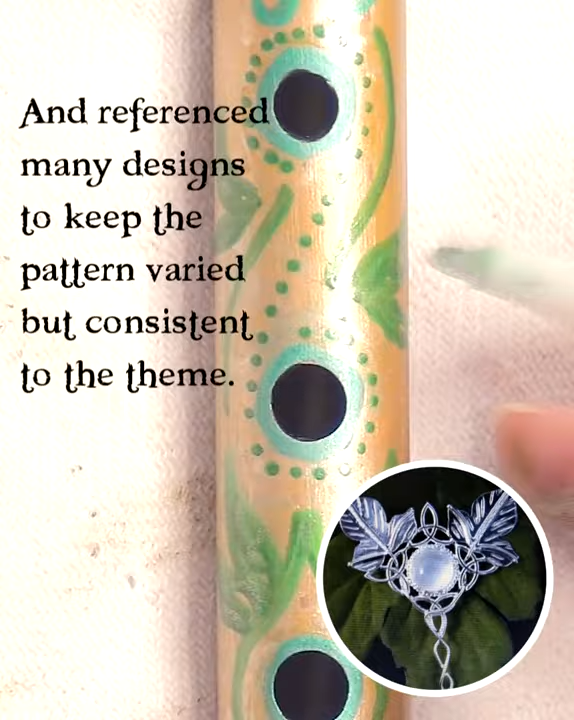 And referenced
many designs
to keep the
pattern varied
but consistent
to the theme.